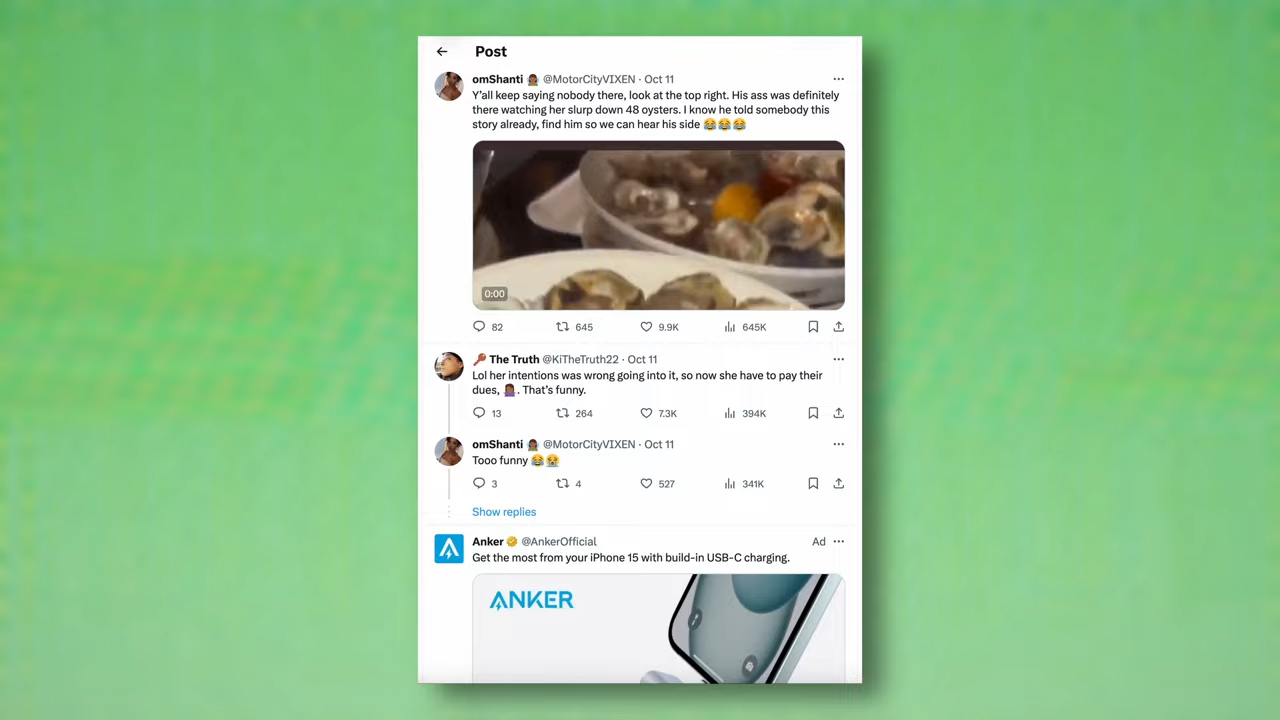 Post
omShanti @MotorCityVIXEN · Oct 11
Y'all keep saying nobody there, look at the top right. His ass was definitely
there watching her slurp down 48 oysters. I know he told somebody this
story already, find him so we can hear his side 😂😂😂
0:00
82 645 9.9K 645K
The Truth @KiTheTruth22 · Oct 11
Lol her intentions was wrong going into it, so now she have to pay their
dues, 🤷🏾‍♀️. That's funny.
13 264 7.3K 394K
omShanti @MotorCityVIXEN · Oct 11
Tooo funny 😂😭
3 4 527 341K
Show replies
Anker @AnkerOfficial Ad
Get the most from your iPhone 15 with build-in USB-C charging.
ANKER